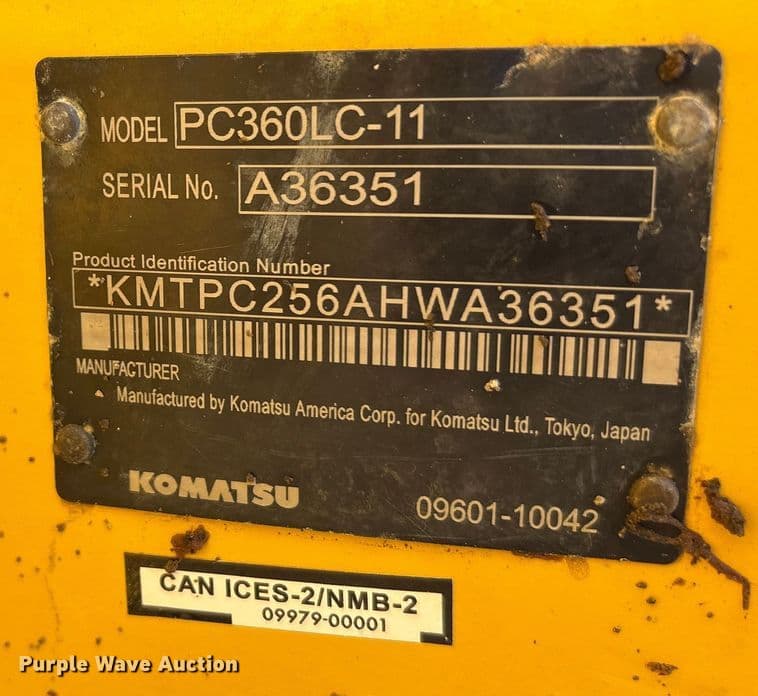 MODEL PC360LC-11
SERIAL No. A36351
Product Identification Number
*KMTPC256AHWA36351*
MANUFACTURER
Manufactured by Komatsu America Corp. for Komatsu Ltd., Tokyo, Japan
KOMATSU 09601-10042
CAN ICES-2/NMB-2
09979-00001
Purple Wave Auction